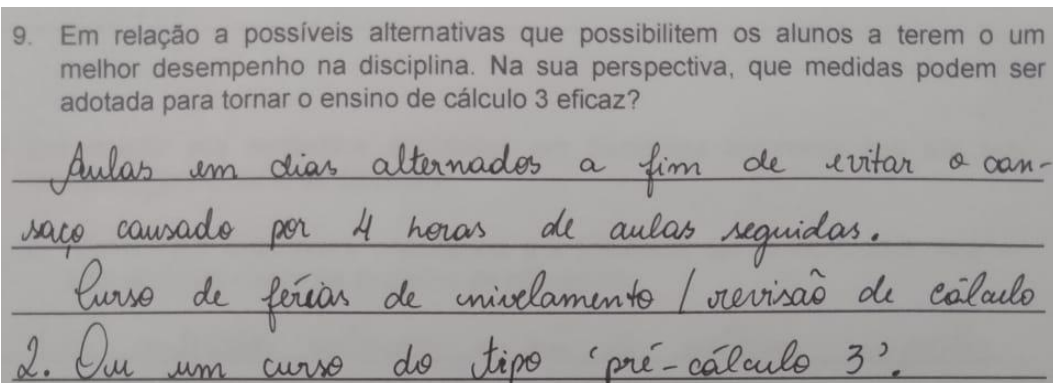 9. Em relação a possíveis alternativas que possibilitem os alunos a terem o um
melhor desempenho na disciplina. Na sua perspectiva, que medidas podem ser
adotada para tornar o ensino de cálculo 3 eficaz?
Aulas em dias alternados a fim de evitar o can-
saço causado por 4 horas de aulas seguidas.
Curso de férias de nivelamento / revisão de cálculo
2. Ou um curso do tipo 'pré-cálculo 3'.